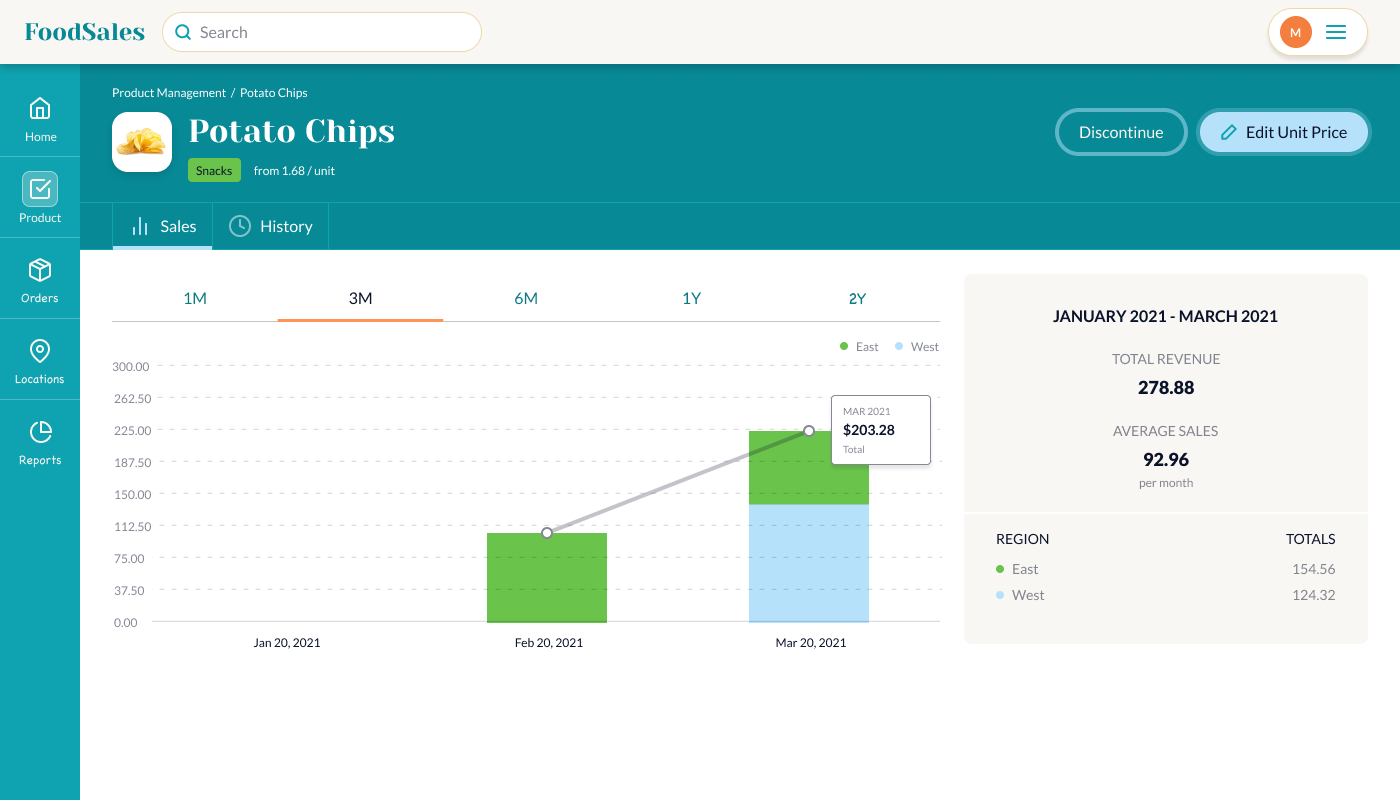 FoodSales
Search
M
Home
Product
Orders
Locations
Reports
Product Management / Potato Chips
Potato Chips
Snacks from 1.68 / unit
Discontinue
Edit Unit Price
Sales
History
1M 3M 6M 1Y 2Y
East West
300.00
262.50
225.00
187.50
150.00
112.50
75.00
37.50
0.00
MAR 2021
$203.28
Total
Jan 20, 2021 Feb 20, 2021 Mar 20, 2021
JANUARY 2021 - MARCH 2021
TOTAL REVENUE
278.88
AVERAGE SALES
92.96
per month
REGION TOTALS
East 154.56
West 124.32